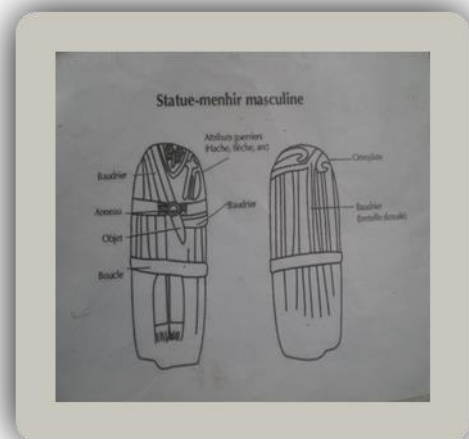 Statue-menhir masculine
Attributs guerriers
(Hache, flèche, arc)
Baudrier
Anneau
Objet
Boucle
Baudrier
Omoplate
Baudrier
(bretelle dorsale)